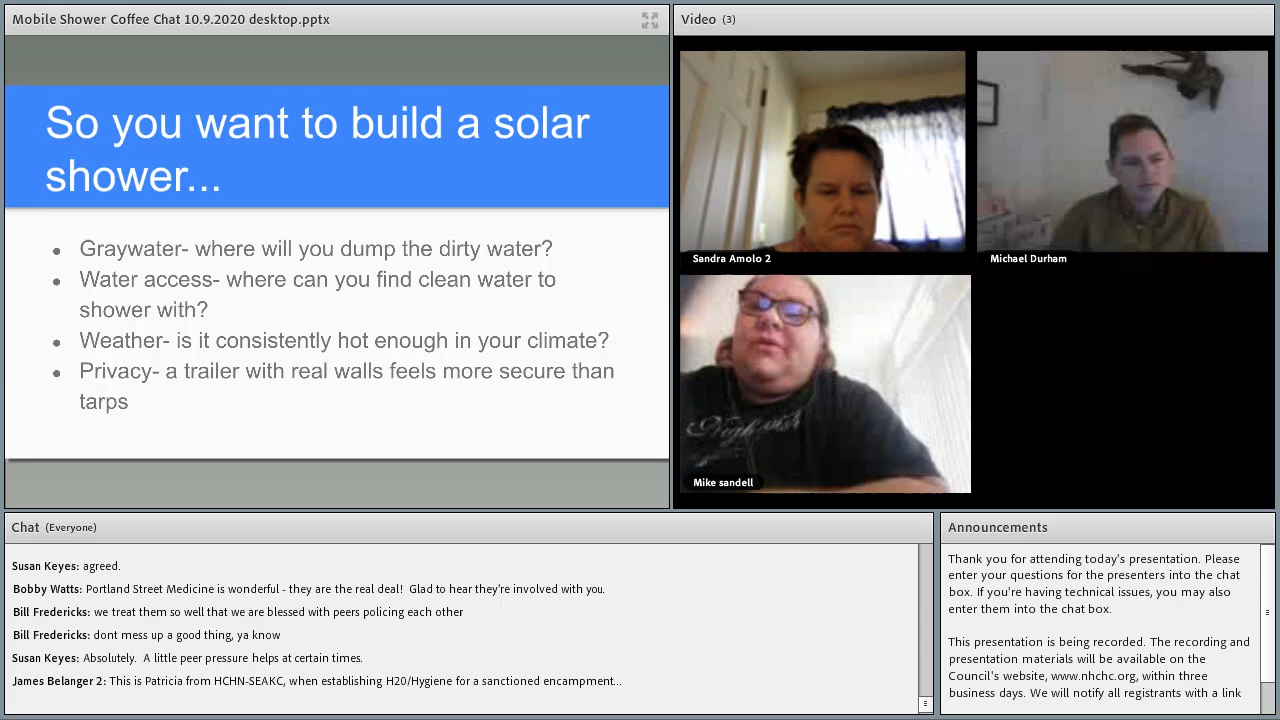 Mobile Shower Coffee Chat 10.9.2020 desktop.pptx
So you want to build a solar
shower...
• Graywater- where will you dump the dirty water?
• Water access- where can you find clean water to
shower with?
• Weather- is it consistently hot enough in your climate?
• Privacy- a trailer with real walls feels more secure than
tarps
Video (3)
Sandra Amolo 2
Michael Durham
Nightwish
Mike sandell
Chat (Everyone)
Susan Keyes: agreed.
Bobby Watts: Portland Street Medicine is wonderful - they are the real deal! Glad to hear they're involved with you.
Bill Fredericks: we treat them so well that we are blessed with peers policing each other
Bill Fredericks: dont mess up a good thing, ya know
Susan Keyes: Absolutely. A little peer pressure helps at certain times.
James Belanger 2: This is Patricia from HCHN-SEAKC, when establishing H20/Hygiene for a sanctioned encampment...
Announcements
Thank you for attending today's presentation. Please
enter your questions for the presenters into the chat
box. If you're having technical issues, you may also
enter them into the chat box.
This presentation is being recorded. The recording and
presentation materials will be available on the
Council's website, www.nhchc.org, within three
business days. We will notify all registrants with a link